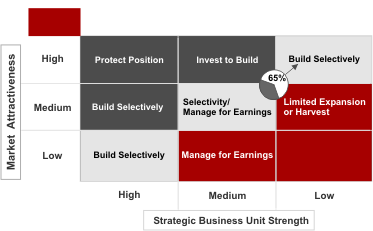 High
Protect Position
Invest to Build
Build Selectively
65%
Market Attractiveness
Medium
Build Selectively
Selectivity/
Manage for Earnings
Limited Expansion
or Harvest
Low
Build Selectively
Manage for Earnings
High
Medium
Low
Strategic Business Unit Strength